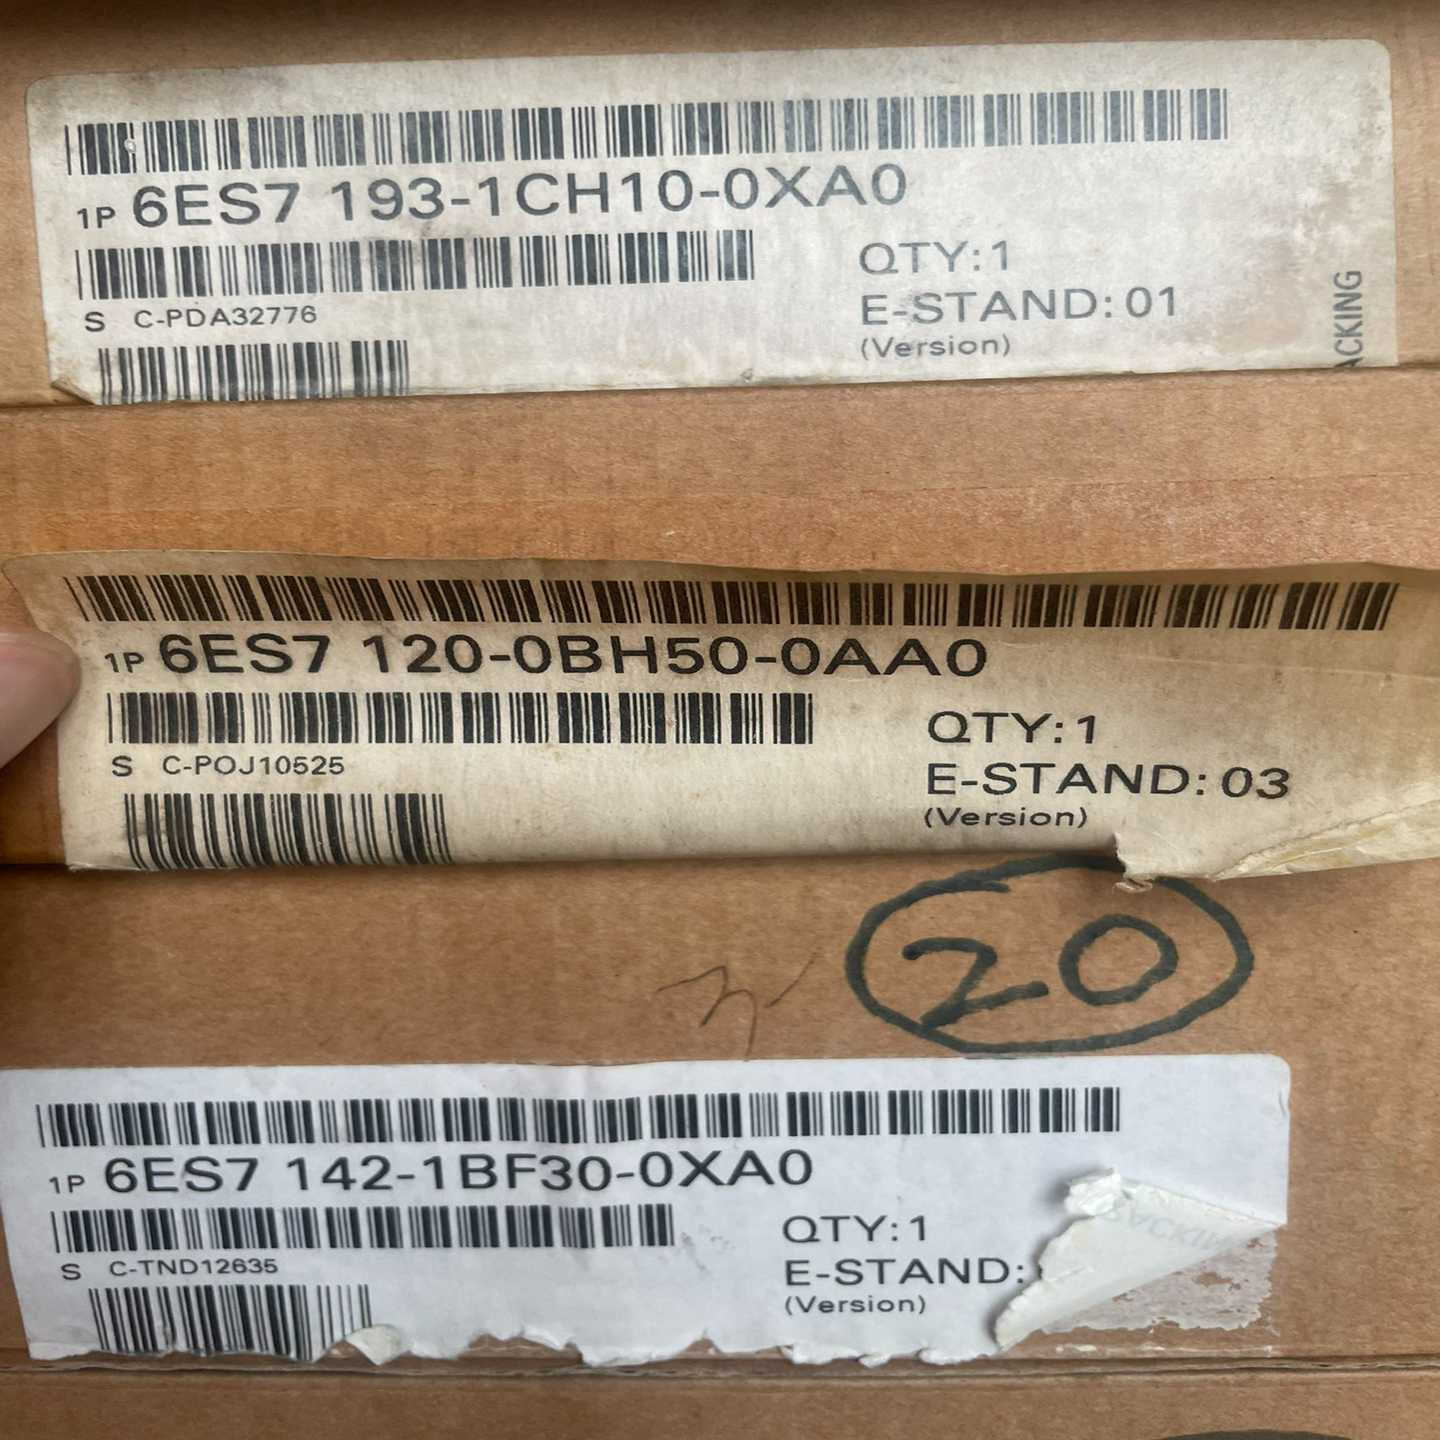 1P 6ES7 193-1CH10-0XA0
S C-PDA32776
QTY:1
E-STAND: 01
(Version)
ACKING
1P 6ES7 120-0BH50-0AA0
S C-POJ10525
QTY:1
E-STAND: 03
(Version)
20
1P 6ES7 142-1BF30-0XA0
S C-TND12635
QTY:1
E-STAND:
(Version)